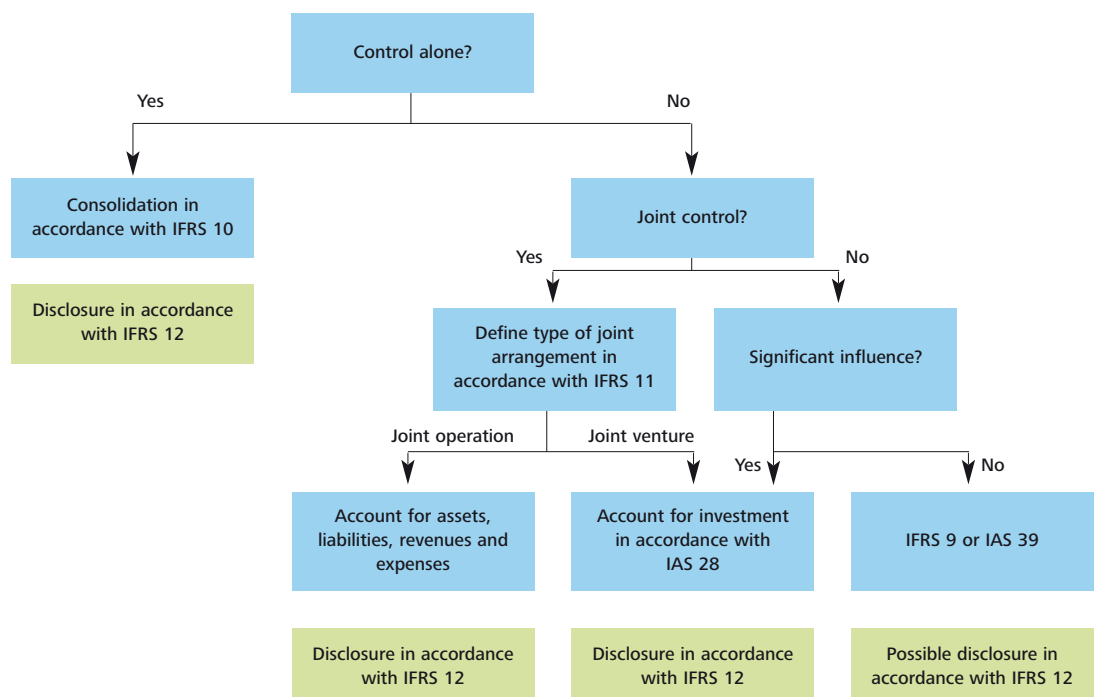 Control alone?
Yes
No
Consolidation in
accordance with IFRS 10
Joint control?
Disclosure in accordance
with IFRS 12
Yes
No
Define type of joint
arrangement in
accordance with IFRS 11
Significant influence?
Joint operation
Joint venture
Yes
No
Account for assets,
liabilities, revenues and
expenses
Account for investment
in accordance with
IAS 28
IFRS 9 or IAS 39
Disclosure in accordance
with IFRS 12
Disclosure in accordance
with IFRS 12
Possible disclosure in
accordance with IFRS 12